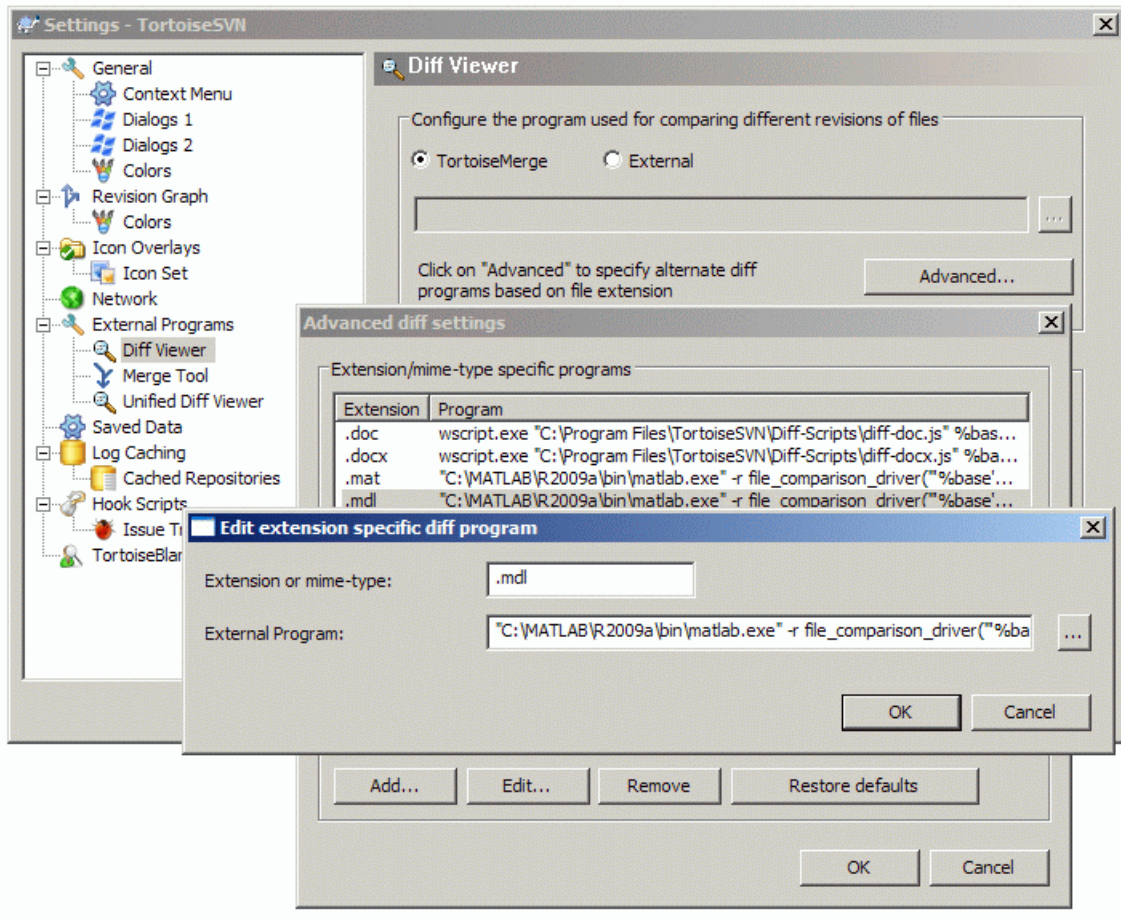 Settings - TortoiseSVN
General
Context Menu
Dialogs 1
Dialogs 2
Colors
Revision Graph
Colors
Icon Overlays
Icon Set
Network
External Programs
Diff Viewer
Merge Tool
Unified Diff Viewer
Saved Data
Log Caching
Cached Repositories
Hook Scripts
Issue Tr
TortoiseBlar
Diff Viewer
Configure the program used for comparing different revisions of files
TortoiseMerge External
...
Click on "Advanced" to specify alternate diff
programs based on file extension
Advanced...
Advanced diff settings
Extension/mime-type specific programs
Extension Program
.doc wscript.exe "C:\Program Files\TortoiseSVN\Diff-Scripts\diff-doc.js" %bas...
.docx wscript.exe "C:\Program Files\TortoiseSVN\Diff-Scripts\diff-docx.js" %ba...
.mat "C:\MATLAB\R2009a\bin\matlab.exe" -r file_comparison_driver("'%base'...
.mdl "C:\MATLAB\R2009a\bin\matlab.exe" -r file_comparison_driver("'%base'...
Edit extension specific diff program
Extension or mime-type: .mdl
External Program: "C:\MATLAB\R2009a\bin\matlab.exe" -r file_comparison_driver("'%ba ...
OK Cancel
Add... Edit... Remove Restore defaults
OK Cancel